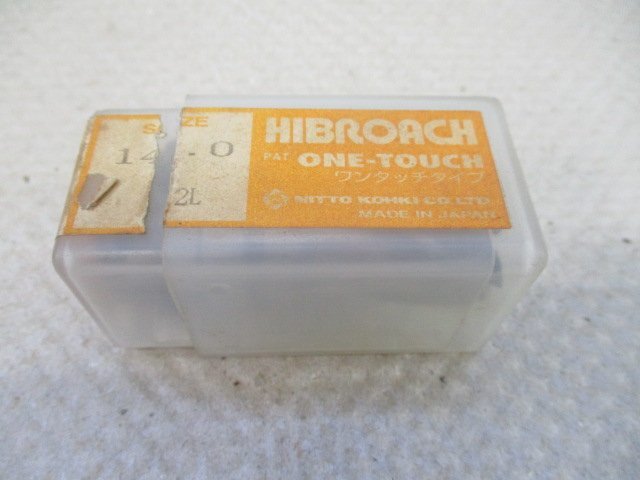 SIZE
14.0
2L
HIBROACH
PAT ONE-TOUCH
ワンタッチタイプ
NITTO KOHKI CO.,LTD
MADE IN JAPAN